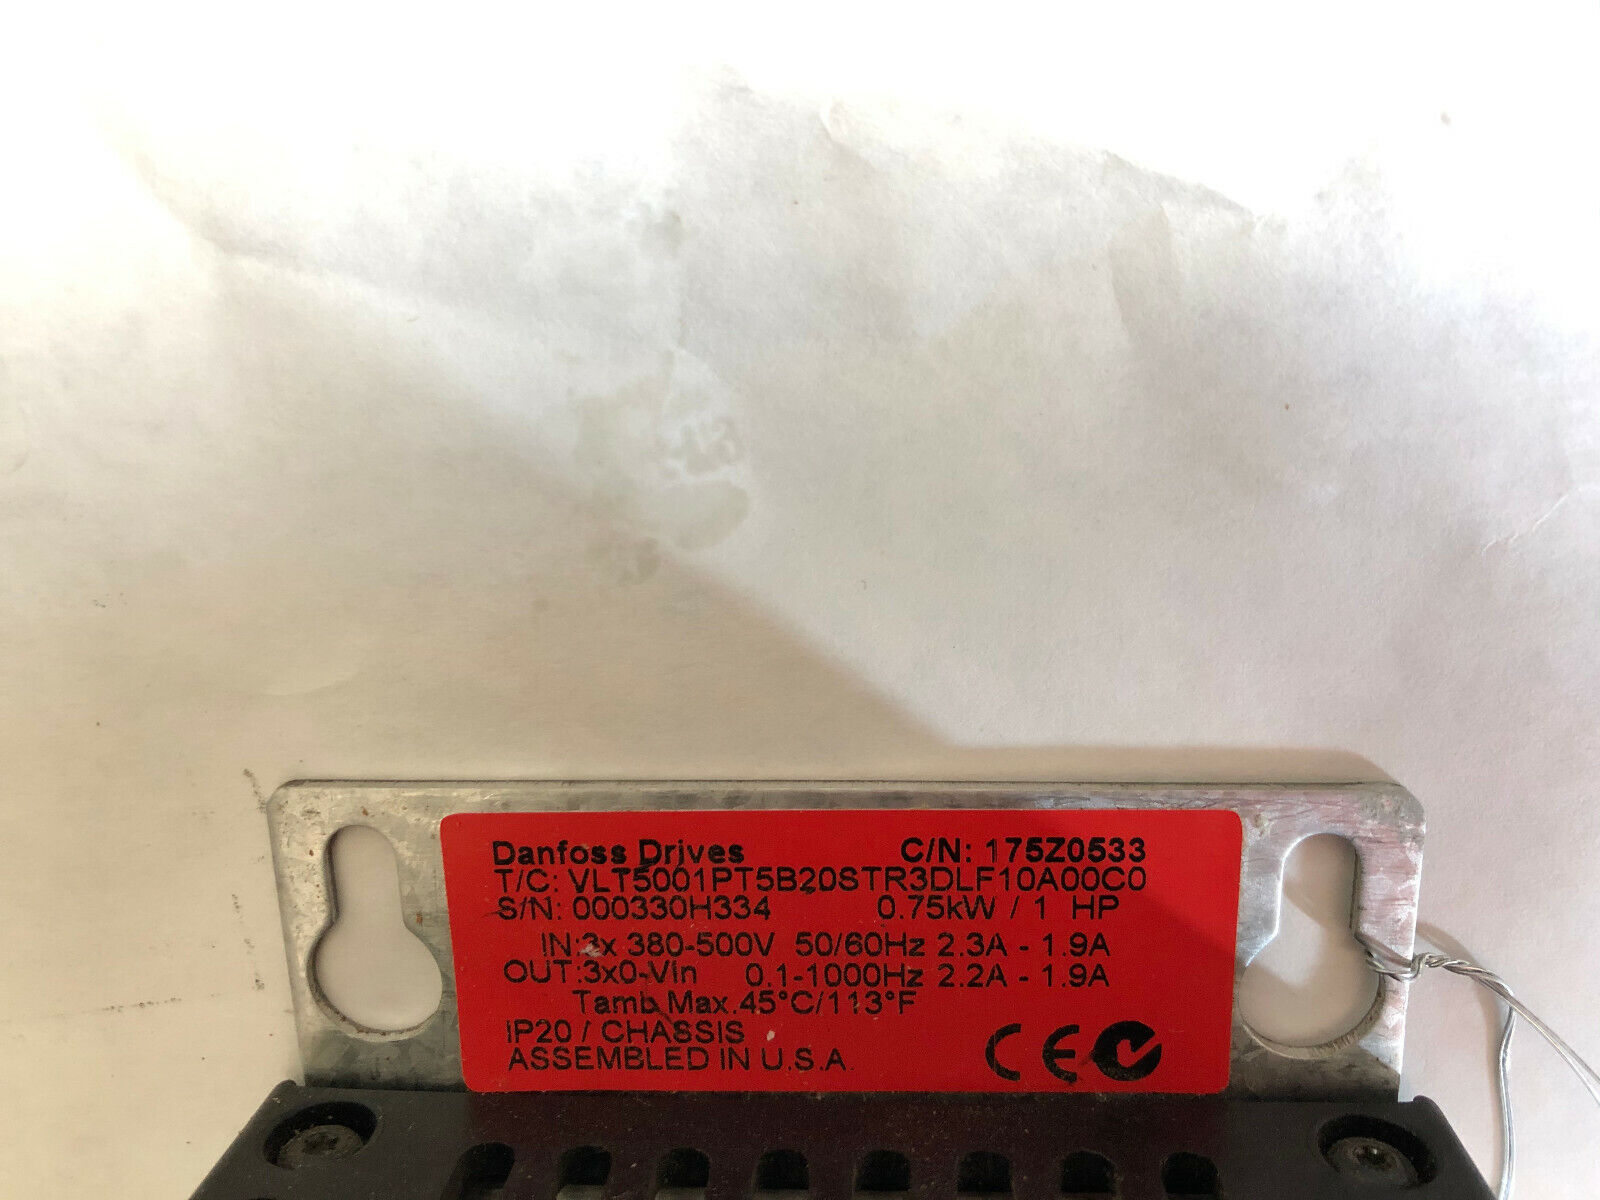 Danfoss Drives C/N: 175Z0533
T/C: VLT5001PT5B20STR3DLF10A00C0
S/N: 000330H334 0.75kW / 1 HP
IN:3x 380-500V 50/60Hz 2.3A - 1.9A
OUT:3x0-Vin 0.1-1000Hz 2.2A - 1.9A
Tamb Max.45°C/113°F
IP20 / CHASSIS
ASSEMBLED IN U.S.A.
CE